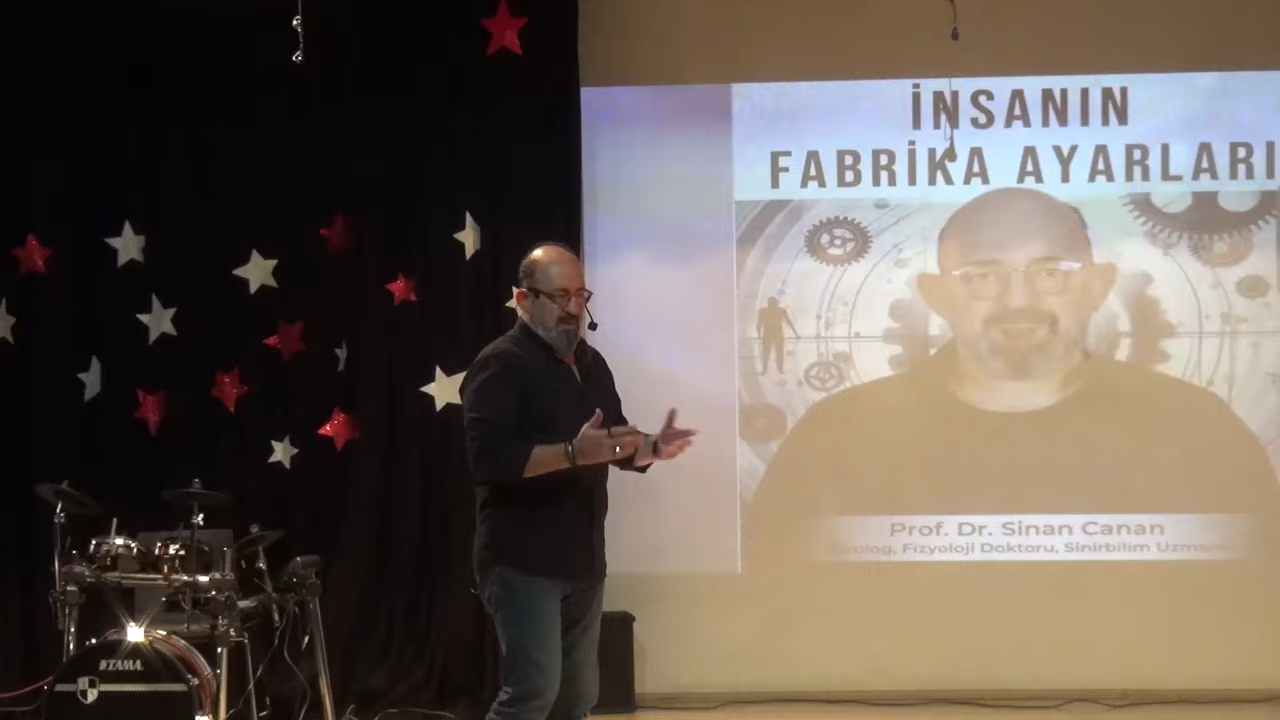 İNSANIN
FABRİKA AYARLARI
Prof. Dr. Sinan Canan
Fizyoloji Doktoru, Sinirbilim
TAMA